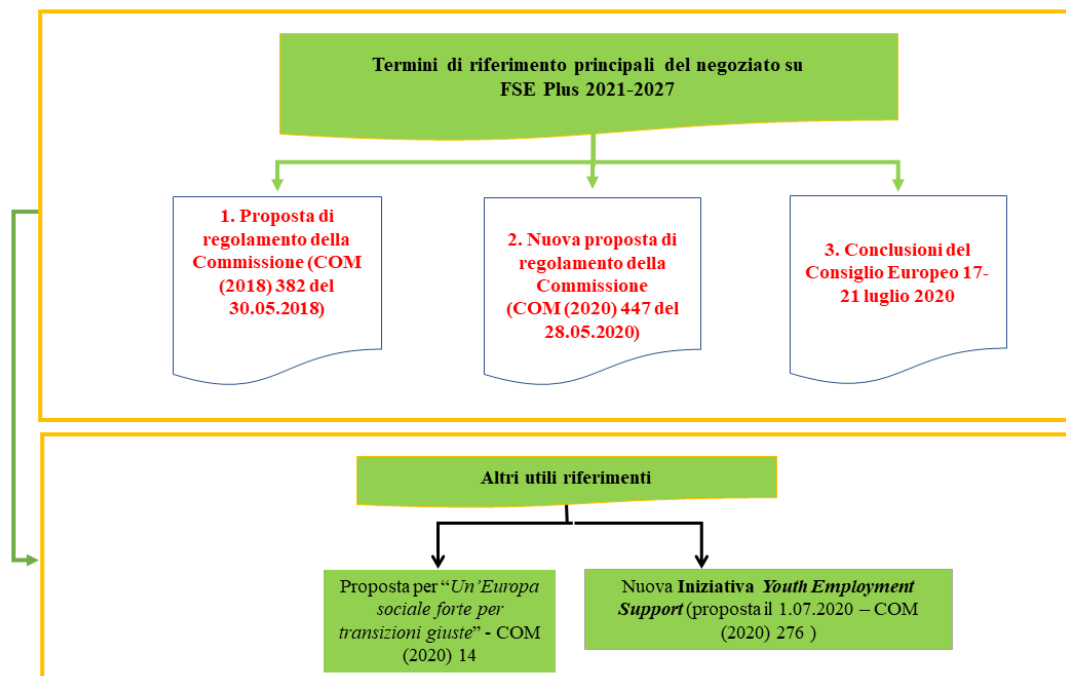 Termini di riferimento principali del negoziato su
FSE Plus 2021-2027
1. Proposta di
regolamento della
Commissione (COM
(2018) 382 del
30.05.2018)
2. Nuova proposta di
regolamento della
Commissione
(COM (2020) 447 del
28.05.2020)
3. Conclusioni del
Consiglio Europeo 17-
21 luglio 2020
Altri utili riferimenti
Proposta per “Un’Europa
sociale forte per
transizioni giuste” - COM
(2020) 14
Nuova Iniziativa Youth Employment
Support (proposta il 1.07.2020 – COM
(2020) 276 )